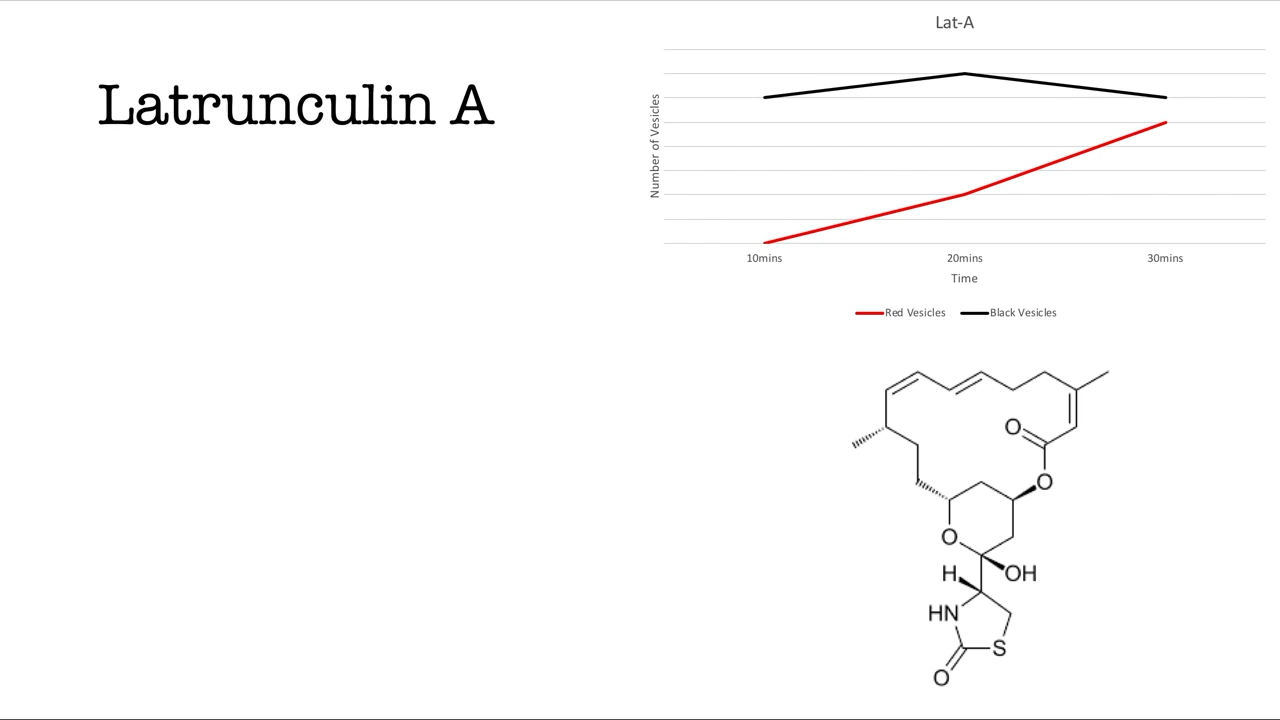 Latrunculin A
Lat-A
Number of Vesicles
10mins 20mins 30mins
Time
Red Vesicles Black Vesicles
O
O
O
H OH
HN
S
O